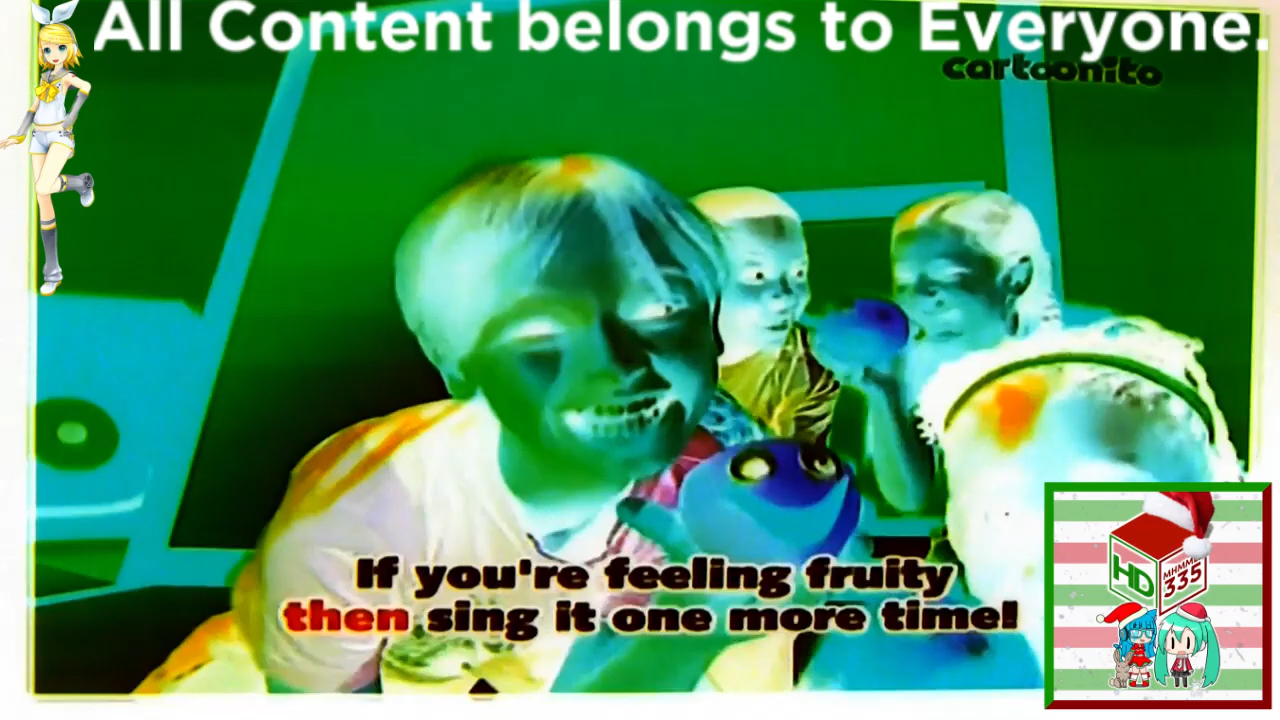 All Content belongs to Everyone.
cartoonito
If you're feeling fruity
then sing it one more time!
HD
MHMM
335